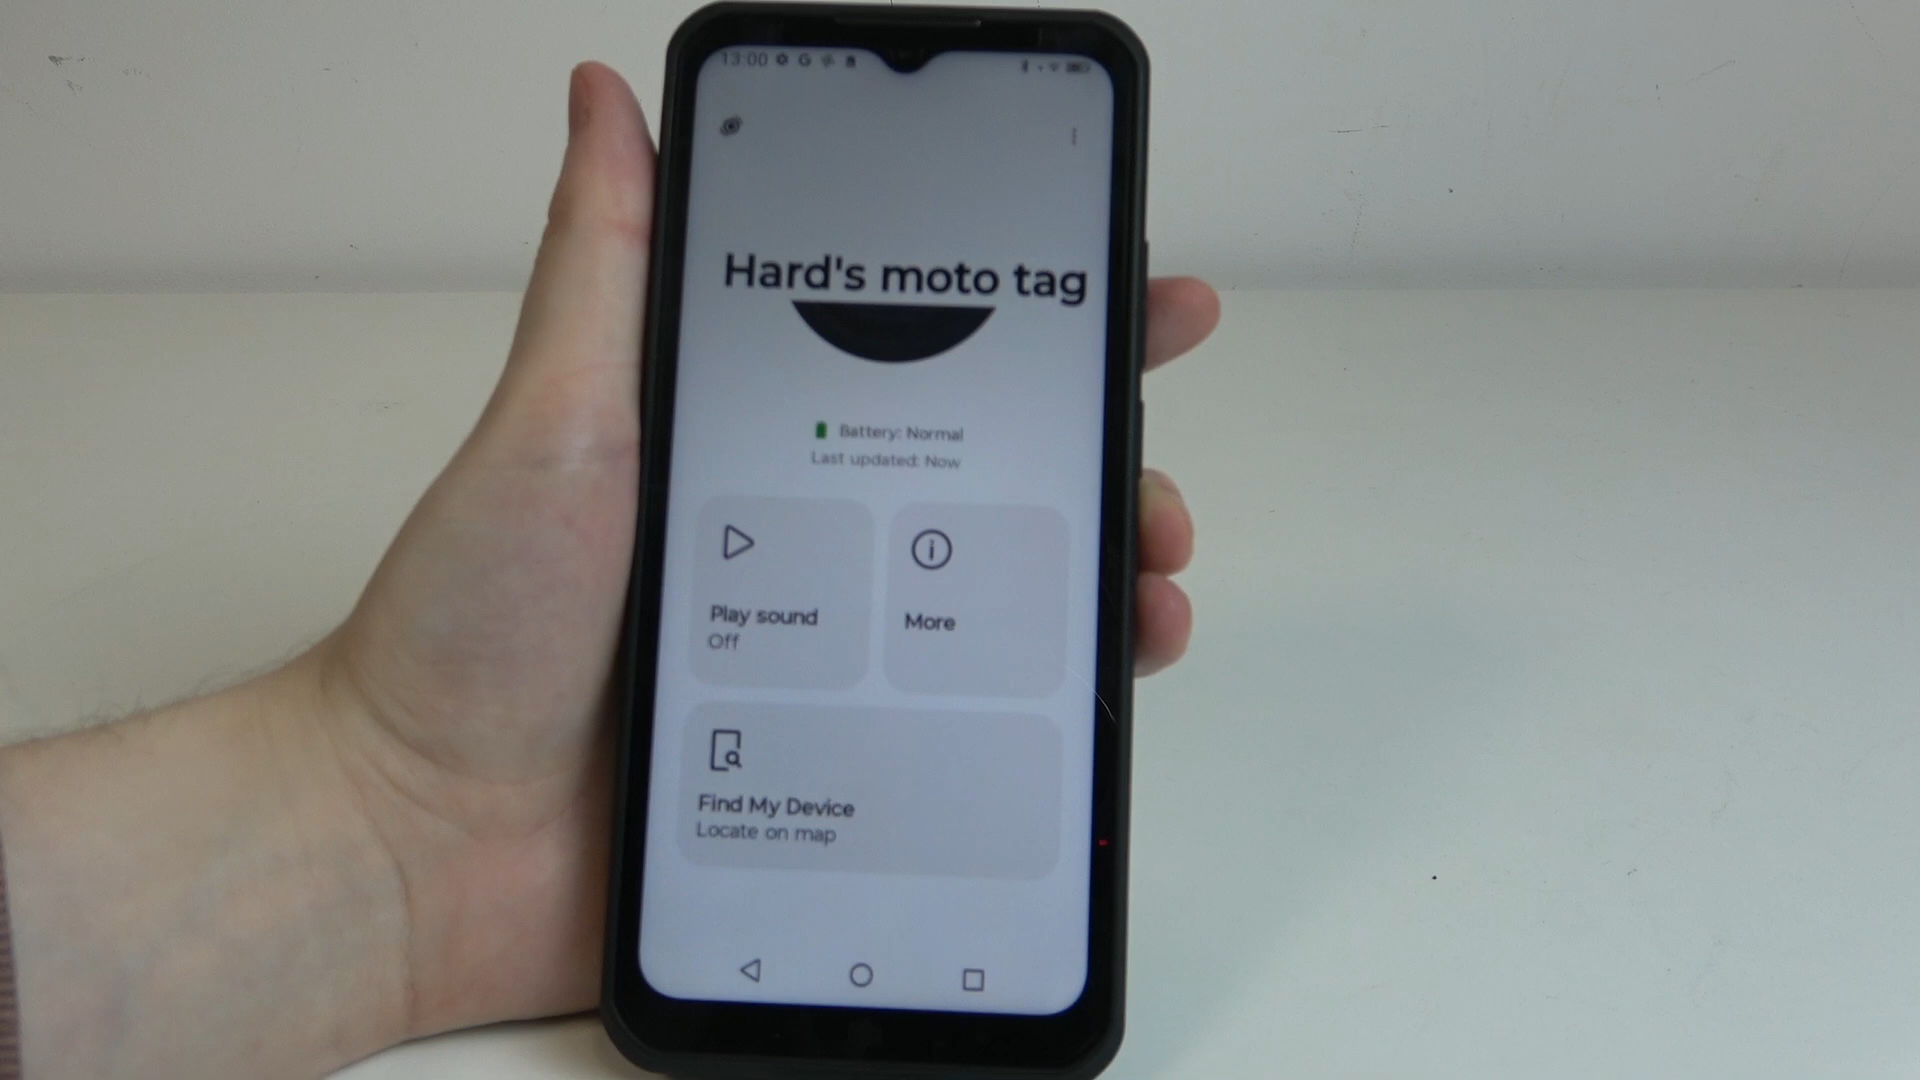 13:00
Hard's moto tag
Battery: Normal
Last updated: Now
Play sound
Off
More
Find My Device
Locate on map